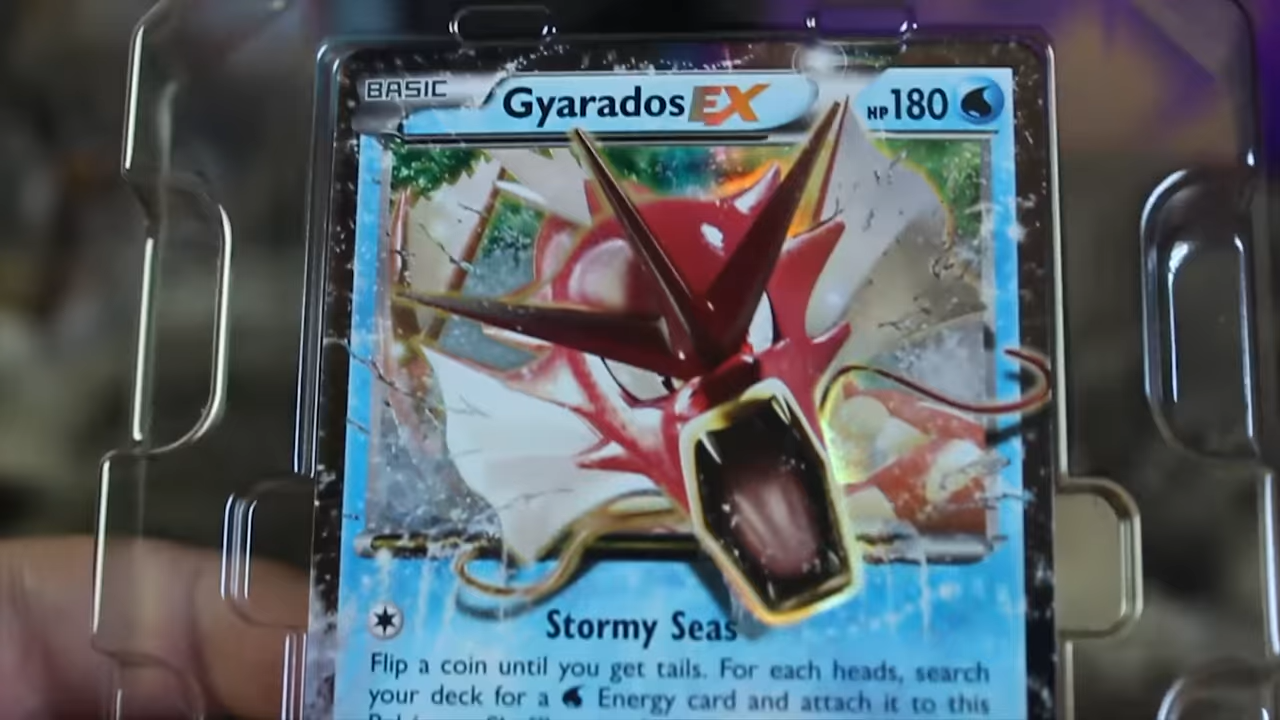 BASIC Gyarados EX HP180
Stormy Seas
Flip a coin until you get tails. For each heads, search
your deck for a Energy card and attach it to this